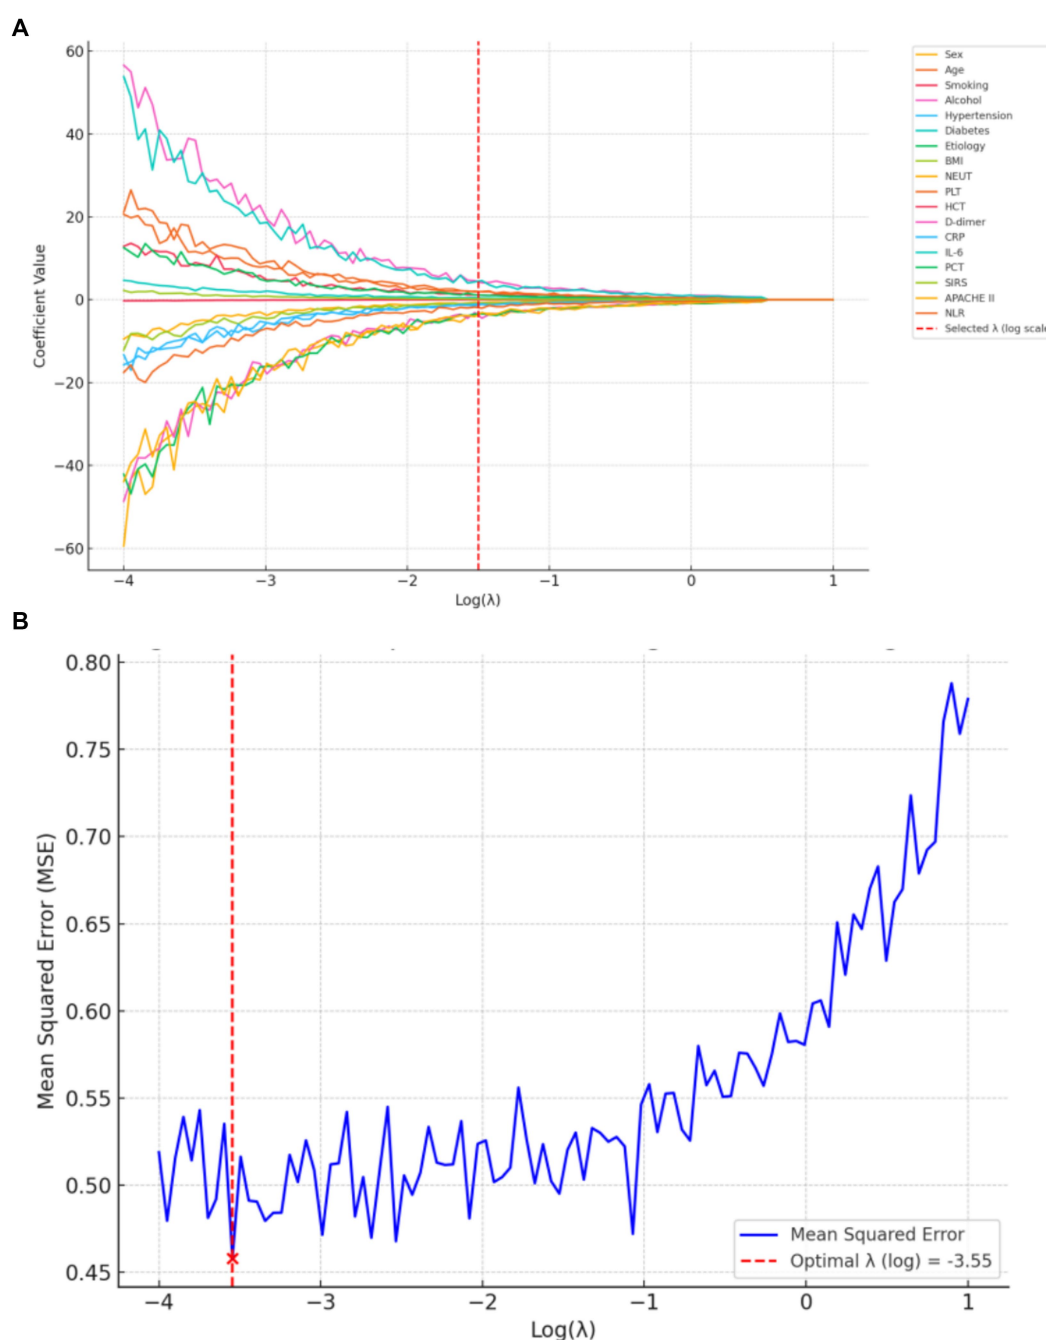 A
60
40
20
0
−20
−40
−60
Coefficient Value
−4
−3
−2
−1
0
1
Log(λ)
Sex
Age
Smoking
Alcohol
Hypertension
Diabetes
Etiology
BMI
NEUT
PLT
HCT
D-dimer
CRP
IL-6
PCT
SIRS
APACHE II
NLR
Selected λ (log scale
B
0.80
0.75
0.70
0.65
0.60
0.55
0.50
0.45
Mean Squared Error (MSE)
−4
−3
−2
−1
0
1
Log(λ)
Mean Squared Error
Optimal λ (log) = -3.55